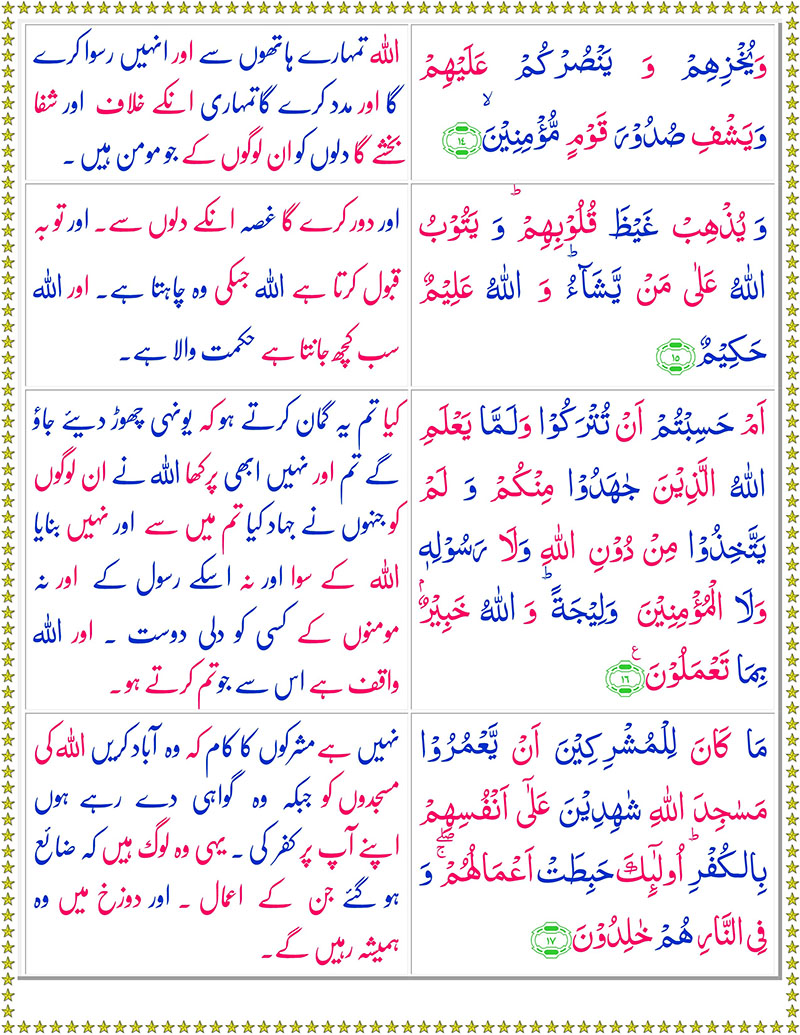 وَيُخْزِهِمْ وَ يَنْصُرْكُمْ عَلَيْهِمْ
وَيَشْفِ صُدُوْرَ قَوْمٍ مُّؤْمِنِيْنَ ۙ ﴿١٤﴾
اللہ تمہارے ہاتھوں سے اور انہیں رسوا کرے
گا اور مدد کرے گا تمہاری انکے خلاف اور شفا
بخشے گا دلوں کو ان لوگوں کے جو مومن ہیں ۔
وَ يُذْهِبْ غَيْظَ قُلُوْبِهِمْ ؕ وَ يَتُوْبُ
اللهُ عَلٰى مَنْ يَّشَآءُ ؕ وَ اللهُ عَلِيْمٌ
حَكِيْمٌ ﴿١٥﴾
اور دور کرے گا غصہ انکے دلوں سے۔ اور توبہ
قبول کرتا ہے اللہ جسکی وہ چاہتا ہے۔ اور اللہ
سب کچھ جانتا ہے حکمت والا ہے۔
اَمْ حَسِبْتُمْ اَنْ تُتْرَكُوْا وَلَمَّا يَعْلَمِ
اللهُ الَّذِيْنَ جٰهَدُوْا مِنْكُمْ وَ لَمْ
يَتَّخِذُوْا مِنْ دُوْنِ اللهِ وَلَا رَسُوْلِهٖ
وَلَا الْمُؤْمِنِيْنَ وَلِيْجَةً ؕ وَ اللهُ خَبِيْرٌۢ
بِمَا تَعْمَلُوْنَ ﴿١٦﴾ ع
کیا تم یہ گمان کرتے ہو کہ یونہی چھوڑ دیئے جاؤ
گے تم اور نہیں ابھی پرکھا اللہ نے ان لوگوں
کو جنہوں نے جہاد کیا تم میں سے اور نہیں بنایا
اللہ کے سوا اور نہ اسکے رسول کے اور نہ
مومنوں کے کسی کو دلی دوست ۔ اور اللہ
واقف ہے اس سے جو تم کرتے ہو۔
مَا كَانَ لِلْمُشْرِكِيْنَ اَنْ يَّعْمُرُوْا
مَسٰجِدَ اللهِ شٰهِدِيْنَ عَلٰۤى اَنْفُسِهِمْ
بِالْكُفْرِ ؕ اُولٰٓئِكَ حَبِطَتْ اَعْمَالُهُمْ ۖۚ وَ
فِى النَّارِ هُمْ خٰلِدُوْنَ ﴿١٧﴾
نہیں ہے مشرکوں کا کام کہ وہ آباد کریں اللہ کی
مسجدوں کو جبکہ وہ گواہی دے رہے ہوں
اپنے آپ پر کفر کی ۔ یہی وہ لوگ ہیں کہ ضائع
ہو گئے جن کے اعمال ۔ اور دوزخ میں وہ
ہمیشہ رہیں گے۔